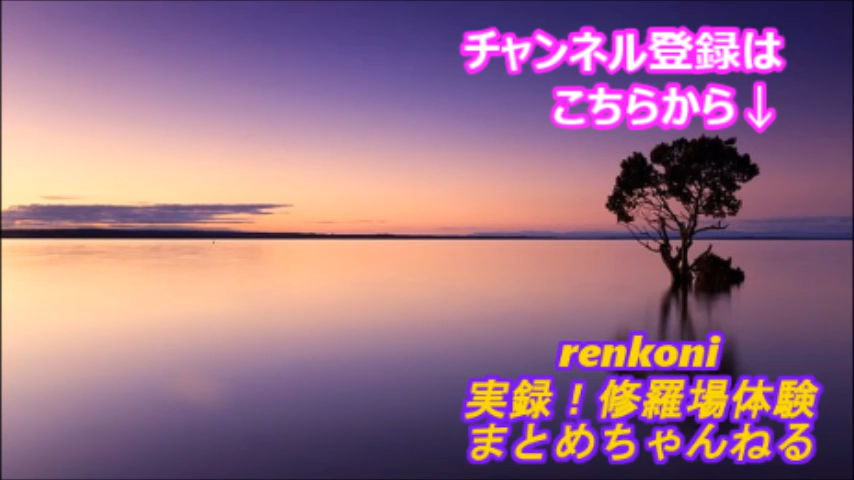 チャンネル登録は
こちらから↓
renkoni
実録！修羅場体験
まとめちゃんねる